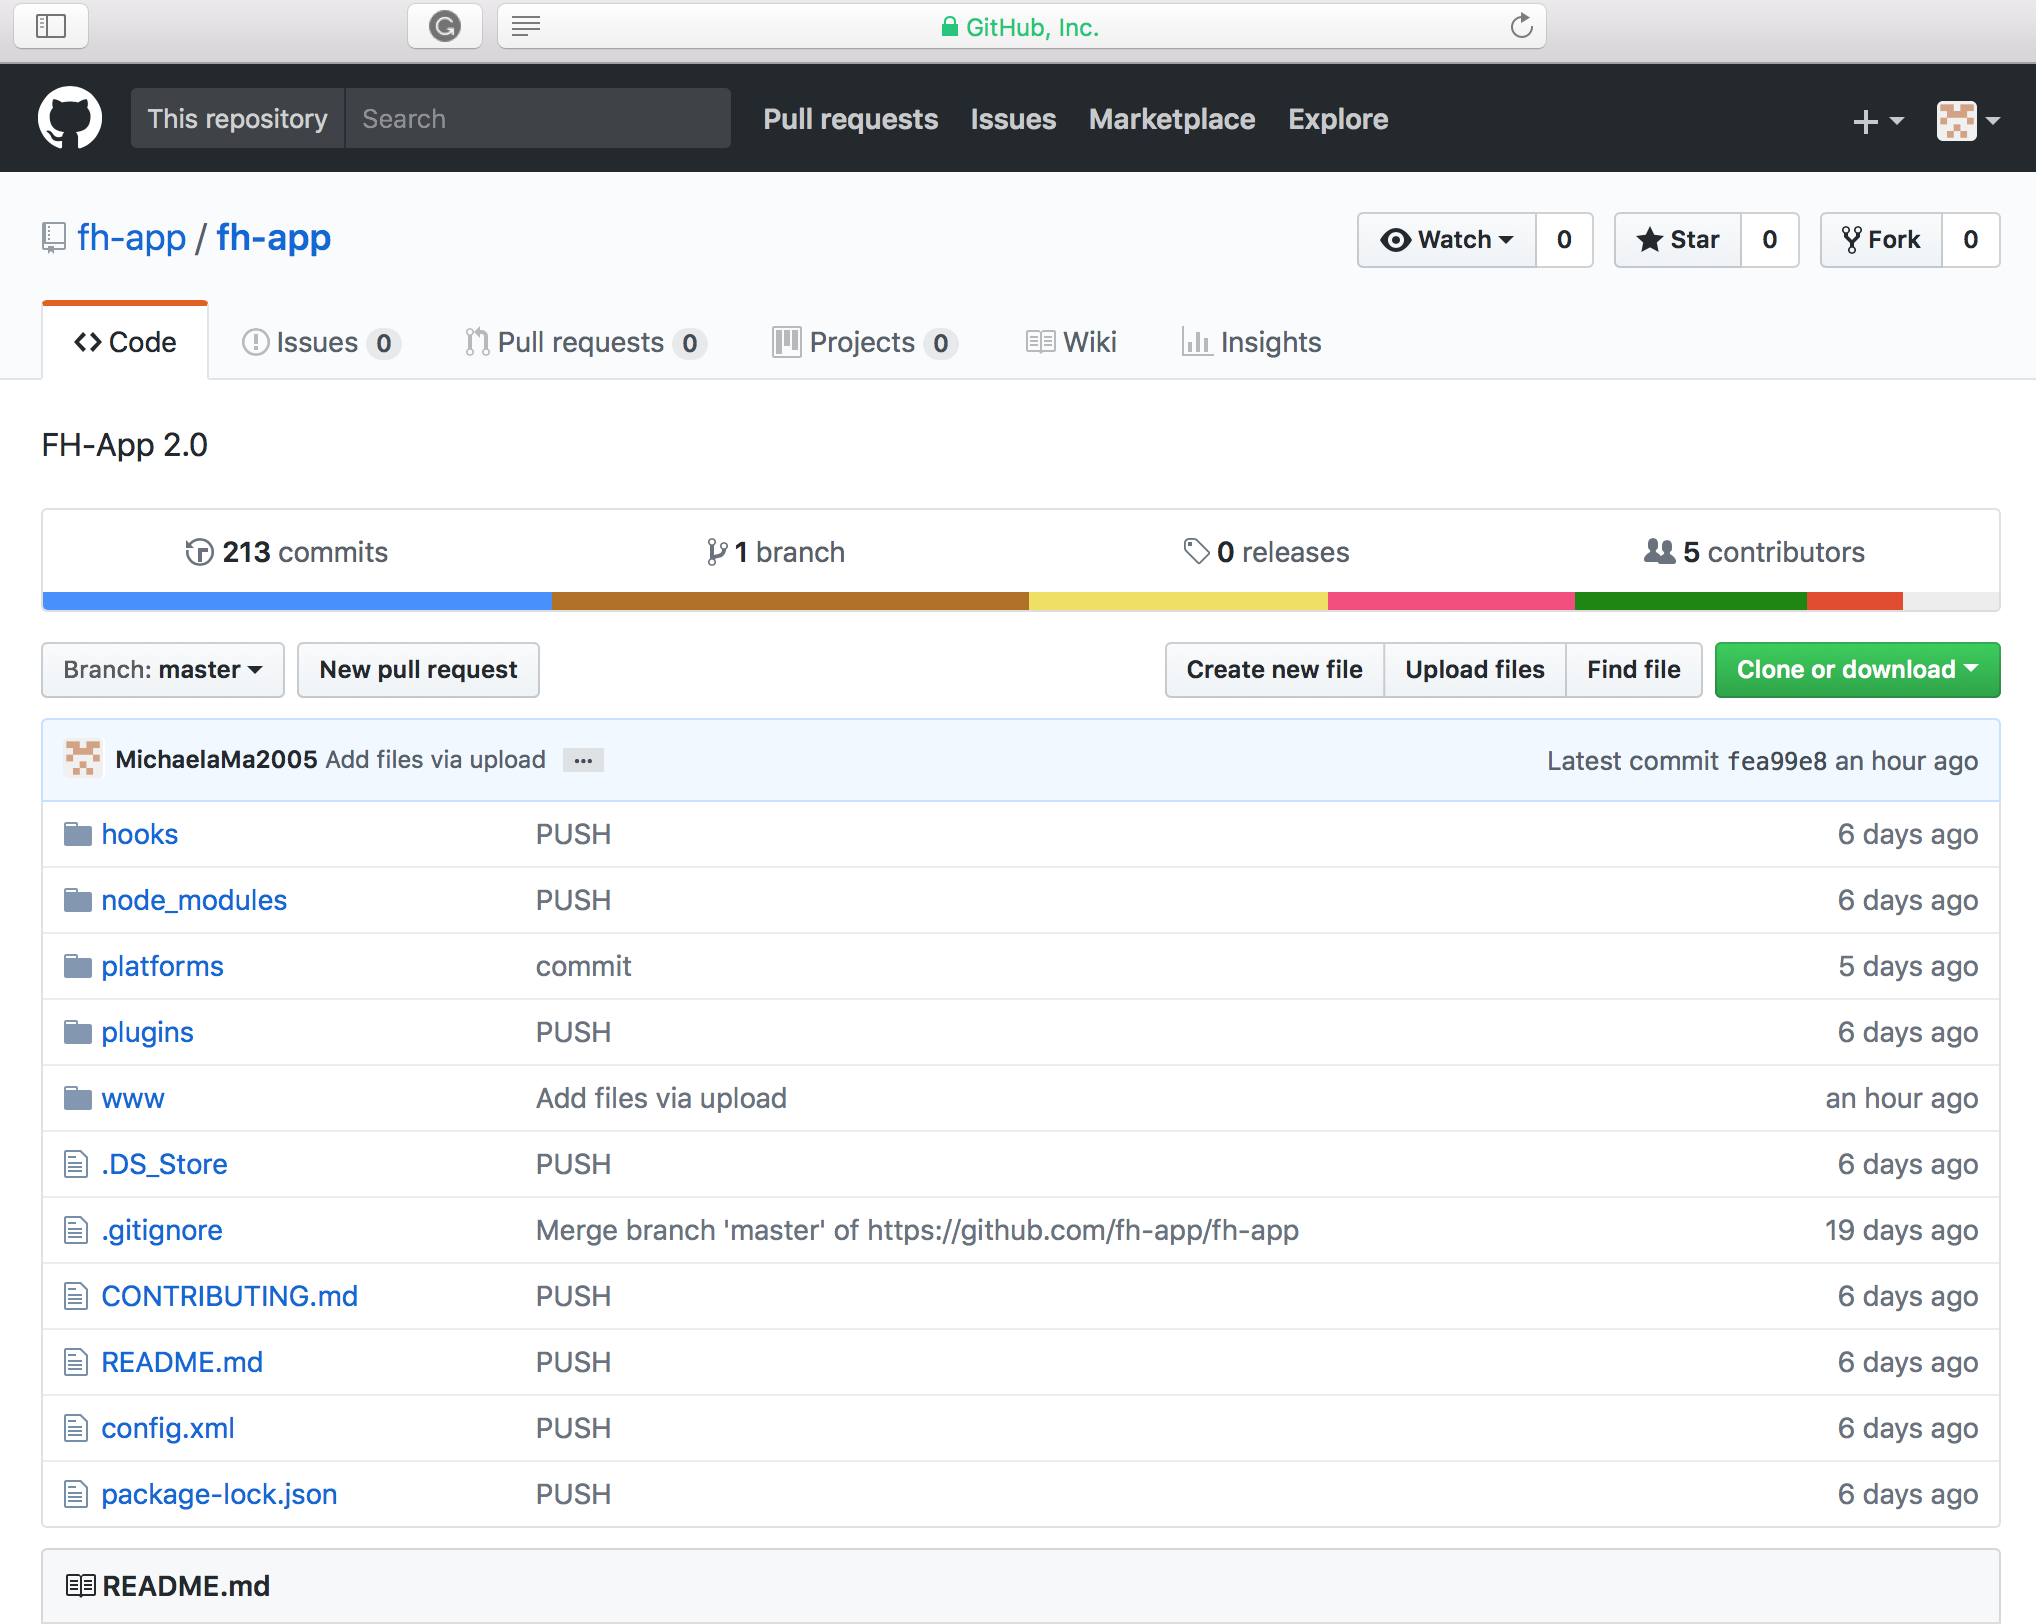 GitHub, Inc.
This repository Search Pull requests Issues Marketplace Explore
fh-app / fh-app Watch 0 Star 0 Fork 0
Code Issues 0 Pull requests 0 Projects 0 Wiki Insights
FH-App 2.0
213 commits 1 branch 0 releases 5 contributors
Branch: master New pull request Create new file Upload files Find file Clone or download
MichaelaMa2005 Add files via upload ... Latest commit fea99e8 an hour ago
hooks PUSH 6 days ago
node_modules PUSH 6 days ago
platforms commit 5 days ago
plugins PUSH 6 days ago
www Add files via upload an hour ago
.DS_Store PUSH 6 days ago
.gitignore Merge branch 'master' of https://github.com/fh-app/fh-app 19 days ago
CONTRIBUTING.md PUSH 6 days ago
README.md PUSH 6 days ago
config.xml PUSH 6 days ago
package-lock.json PUSH 6 days ago
README.md